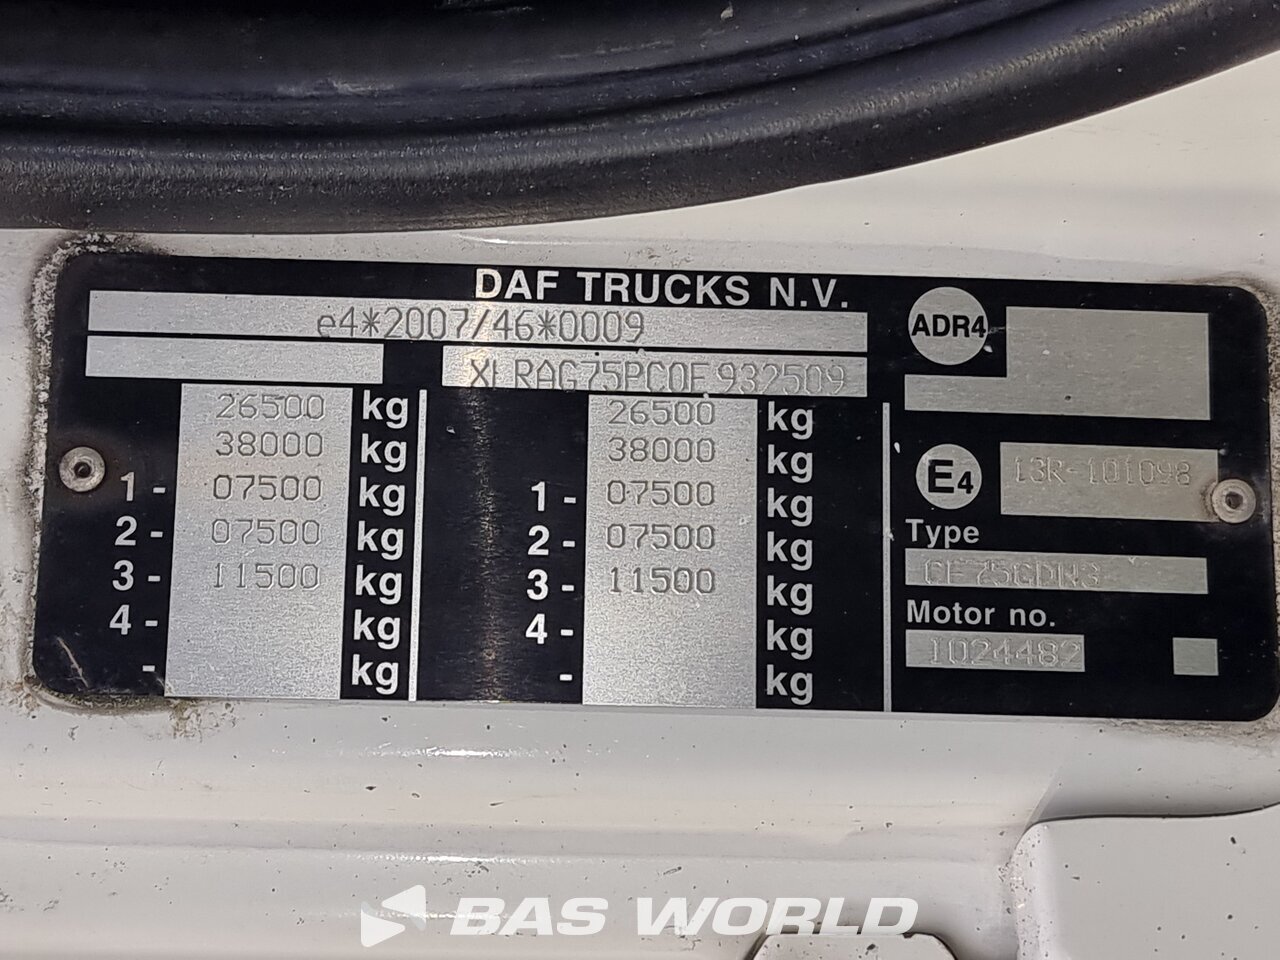 DAF TRUCKS N.V.
e4*2007/46*0009
XLRAG75PC0E932509
26500 kg 26500 kg
38000 kg 38000 kg
1 - 07500 kg 1 - 07500 kg
2 - 07500 kg 2 - 07500 kg
3 - 11500 kg 3 - 11500 kg
4 - kg 4 - kg
- kg - kg
ADR4
E4 13R-101098
Type
CF75GDN3
Motor no.
1024482
BAS WORLD